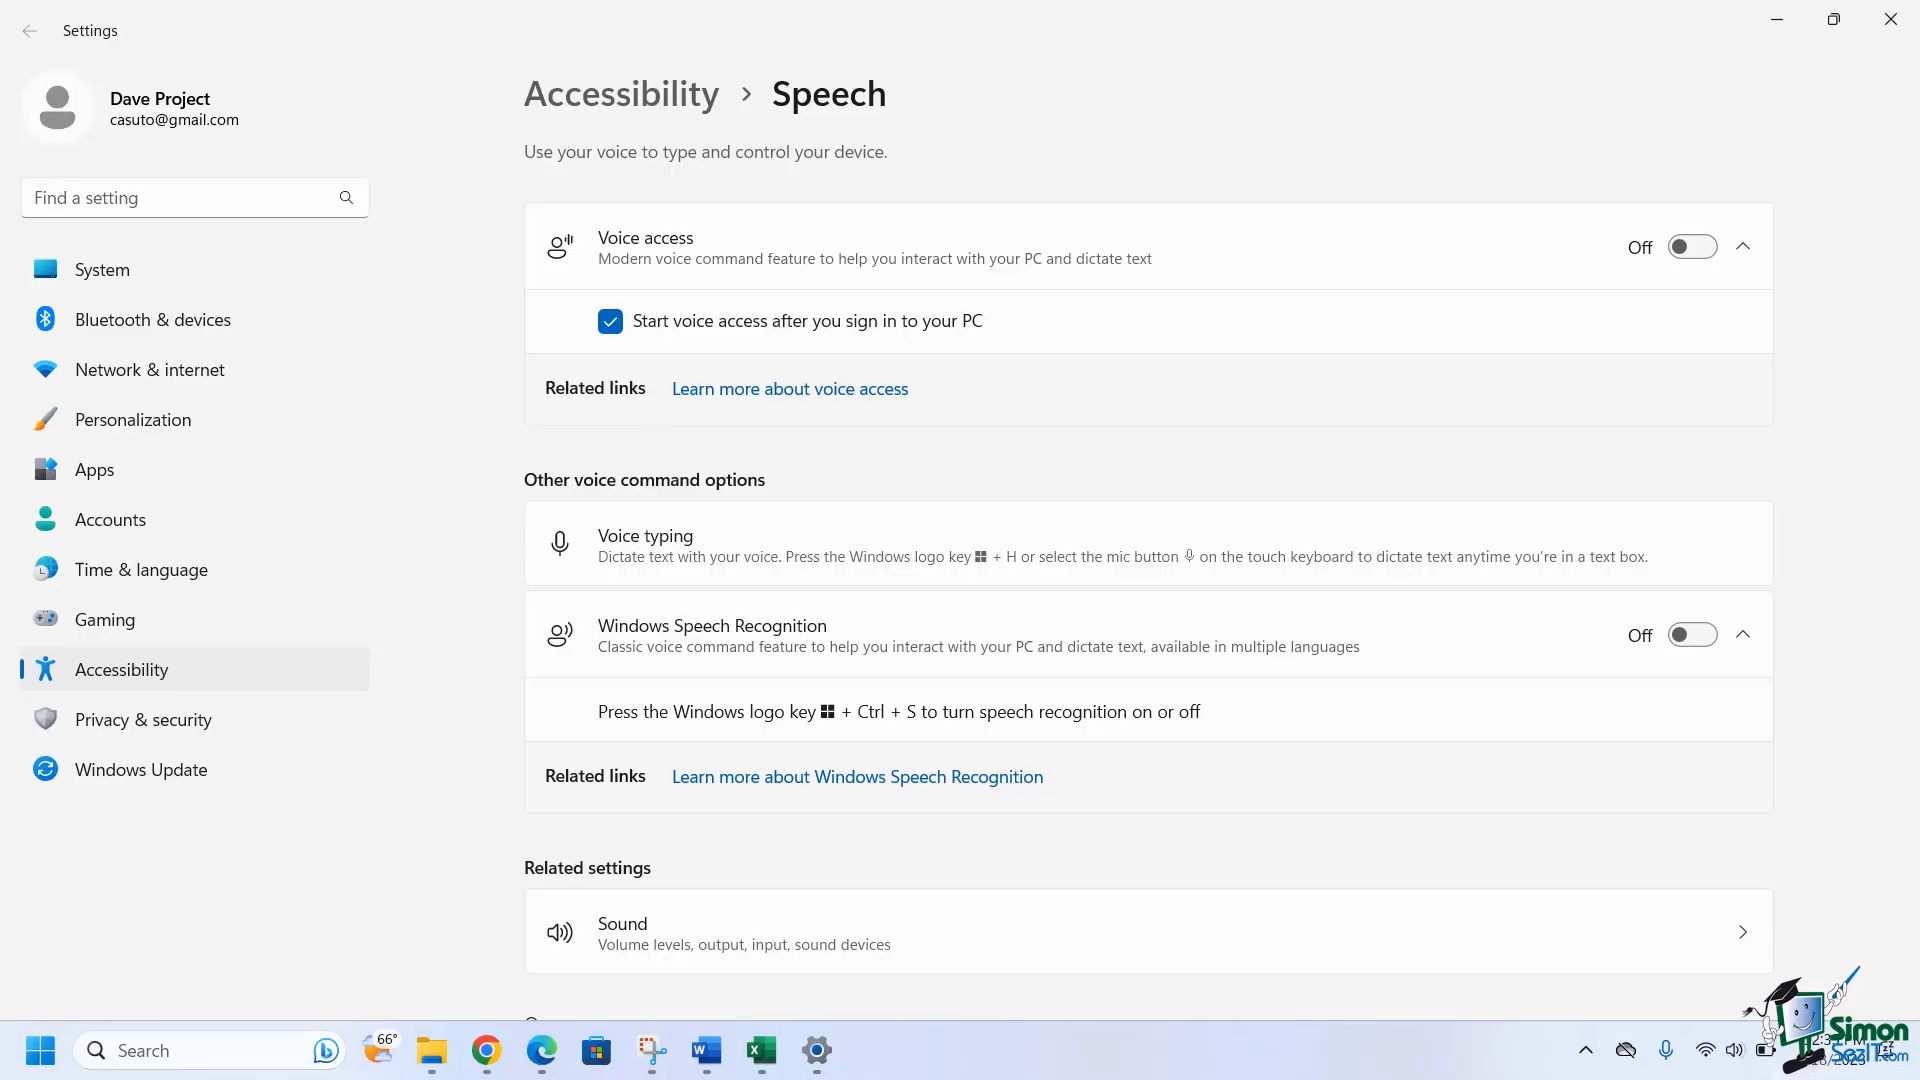 Settings
Dave Project
casuto@gmail.com
Find a setting
System
Bluetooth & devices
Network & internet
Personalization
Apps
Accounts
Time & language
Gaming
Accessibility
Privacy & security
Windows Update
Accessibility > Speech
Use your voice to type and control your device.
Voice access
Modern voice command feature to help you interact with your PC and dictate text
Off
Start voice access after you sign in to your PC
Related links Learn more about voice access
Other voice command options
Voice typing
Dictate text with your voice. Press the Windows logo key + H or select the mic button on the touch keyboard to dictate text anytime you're in a text box.
Windows Speech Recognition
Classic voice command feature to help you interact with your PC and dictate text, available in multiple languages
Off
Press the Windows logo key + Ctrl + S to turn speech recognition on or off
Related links Learn more about Windows Speech Recognition
Related settings
Sound
Volume levels, output, input, sound devices
Search
66°
Simon
SezIT.com